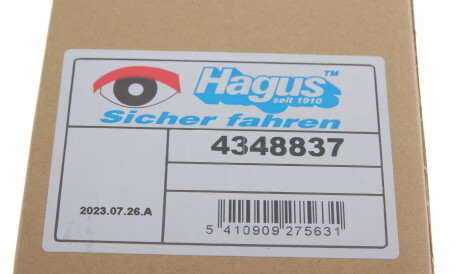 Hagus™
seit 1910
Sicher fahren
4348837
2023.07.26.A
5 410909 275631